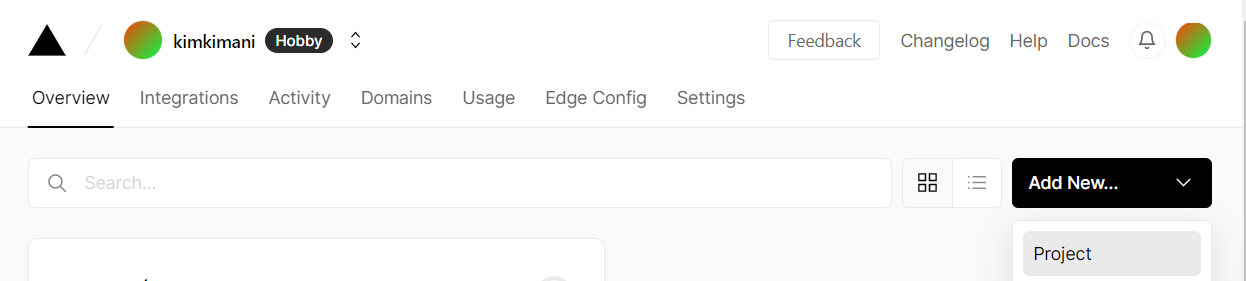 kimkimani Hobby Feedback Changelog Help Docs
Overview Integrations Activity Domains Usage Edge Config Settings
Search... Add New...
Project